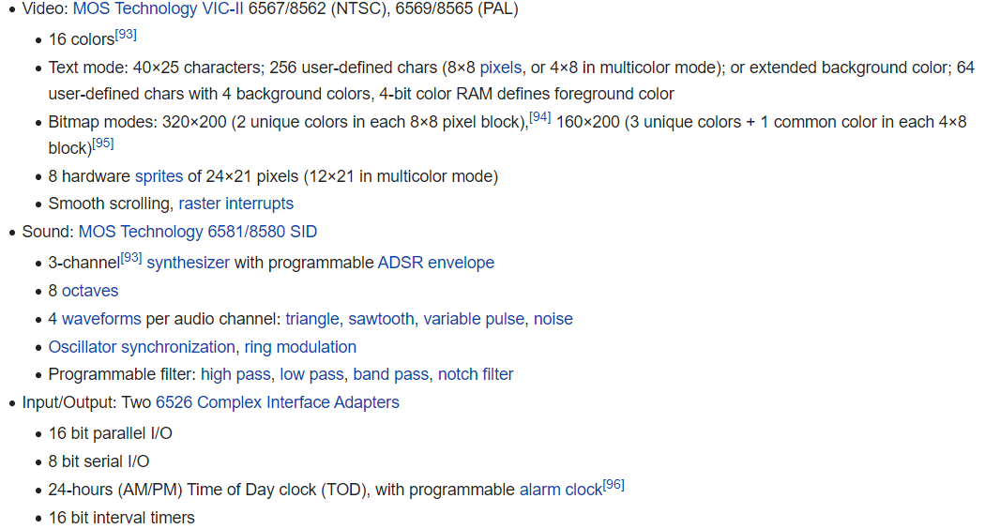 • Video: MOS Technology VIC-II 6567/8562 (NTSC), 6569/8565 (PAL)
• 16 colors[93]
• Text mode: 40×25 characters; 256 user-defined chars (8×8 pixels, or 4×8 in multicolor mode); or extended background color; 64
user-defined chars with 4 background colors, 4-bit color RAM defines foreground color
• Bitmap modes: 320×200 (2 unique colors in each 8×8 pixel block),[94] 160×200 (3 unique colors + 1 common color in each 4×8
block)[95]
• 8 hardware sprites of 24×21 pixels (12×21 in multicolor mode)
• Smooth scrolling, raster interrupts
• Sound: MOS Technology 6581/8580 SID
• 3-channel[93] synthesizer with programmable ADSR envelope
• 8 octaves
• 4 waveforms per audio channel: triangle, sawtooth, variable pulse, noise
• Oscillator synchronization, ring modulation
• Programmable filter: high pass, low pass, band pass, notch filter
• Input/Output: Two 6526 Complex Interface Adapters
• 16 bit parallel I/O
• 8 bit serial I/O
• 24-hours (AM/PM) Time of Day clock (TOD), with programmable alarm clock[96]
• 16 bit interval timers